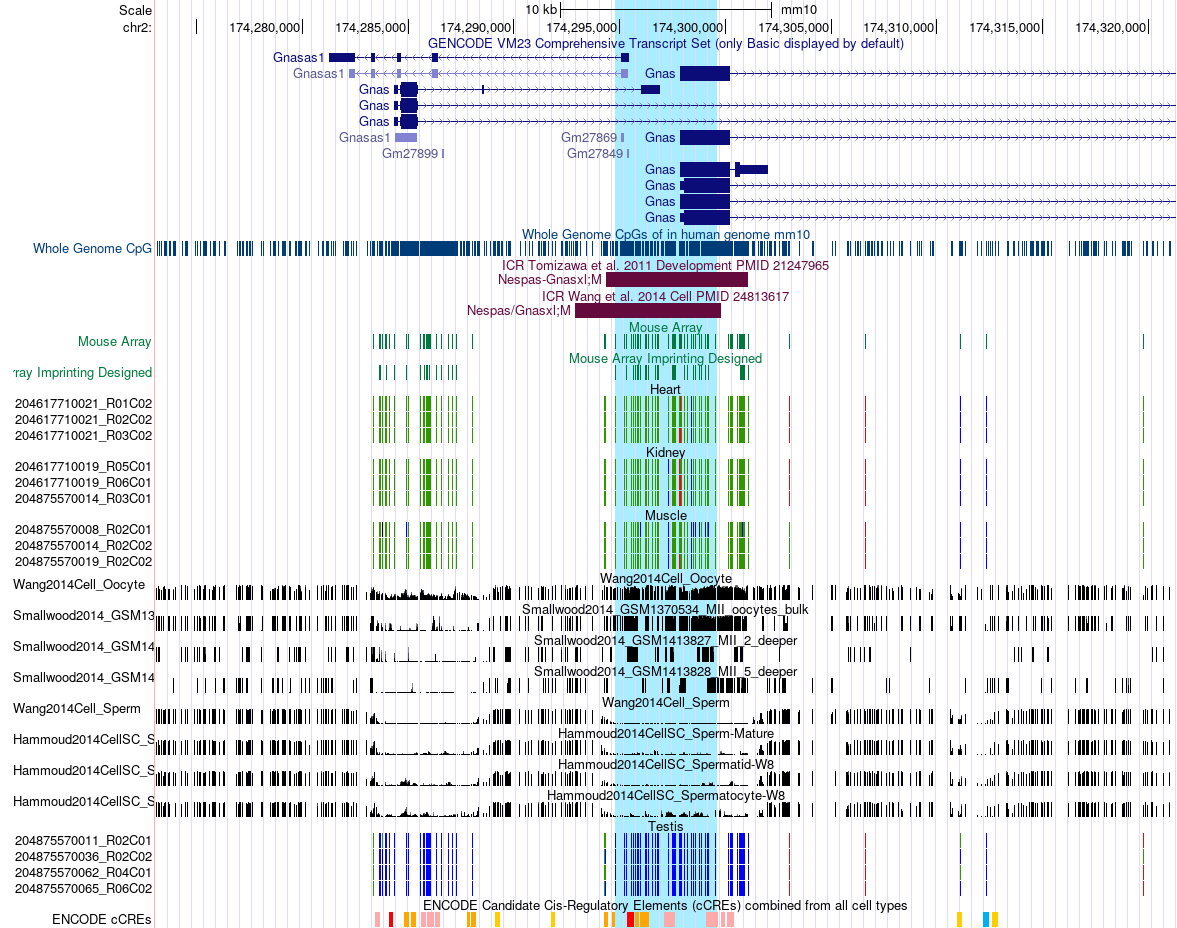 Scale 10 kb mm10
chr2: 174,280,000 174,285,000 174,290,000 174,295,000 174,300,000 174,305,000 174,310,000 174,315,000 174,320,000
GENCODE VM23 Comprehensive Transcript Set (only Basic displayed by default)
Gnasas1
Gnasas1 Gnas
Gnas
Gnas
Gnas
Gnasas1 Gm27869 Gnas
Gm27899 Gm27849
Gnas
Gnas
Gnas
Gnas
Whole Genome CpGs of in human genome mm10
Whole Genome CpG
ICR Tomizawa et al. 2011 Development PMID 21247965
Nespas-Gnasxl;M
ICR Wang et al. 2014 Cell PMID 24813617
Nespas/Gnasxl;M
Mouse Array
Mouse Array
Mouse Array Imprinting Designed
ray Imprinting Designed
Heart
204617710021_R01C02
204617710021_R02C02
204617710021_R03C02
Kidney
204617710019_R05C01
204617710019_R06C01
204875570014_R03C01
Muscle
204875570008_R02C01
204875570014_R02C02
204875570019_R02C02
Wang2014Cell_Oocyte
Wang2014Cell_Oocyte
Smallwood2014_GSM1370534_MII_oocytes_bulk
Smallwood2014_GSM13
Smallwood2014_GSM1413827_MII_2_deeper
Smallwood2014_GSM14
Smallwood2014_GSM1413828_MII_5_deeper
Smallwood2014_GSM14
Wang2014Cell_Sperm
Wang2014Cell_Sperm
Hammoud2014CellSC_Sperm-Mature
Hammoud2014CellSC_S
Hammoud2014CellSC_Spermatid-W8
Hammoud2014CellSC_S
Hammoud2014CellSC_Spermatocyte-W8
Hammoud2014CellSC_S
Testis
204875570011_R02C01
204875570036_R02C02
204875570062_R04C01
204875570065_R06C02
ENCODE Candidate Cis-Regulatory Elements (cCREs) combined from all cell types
ENCODE cCREs